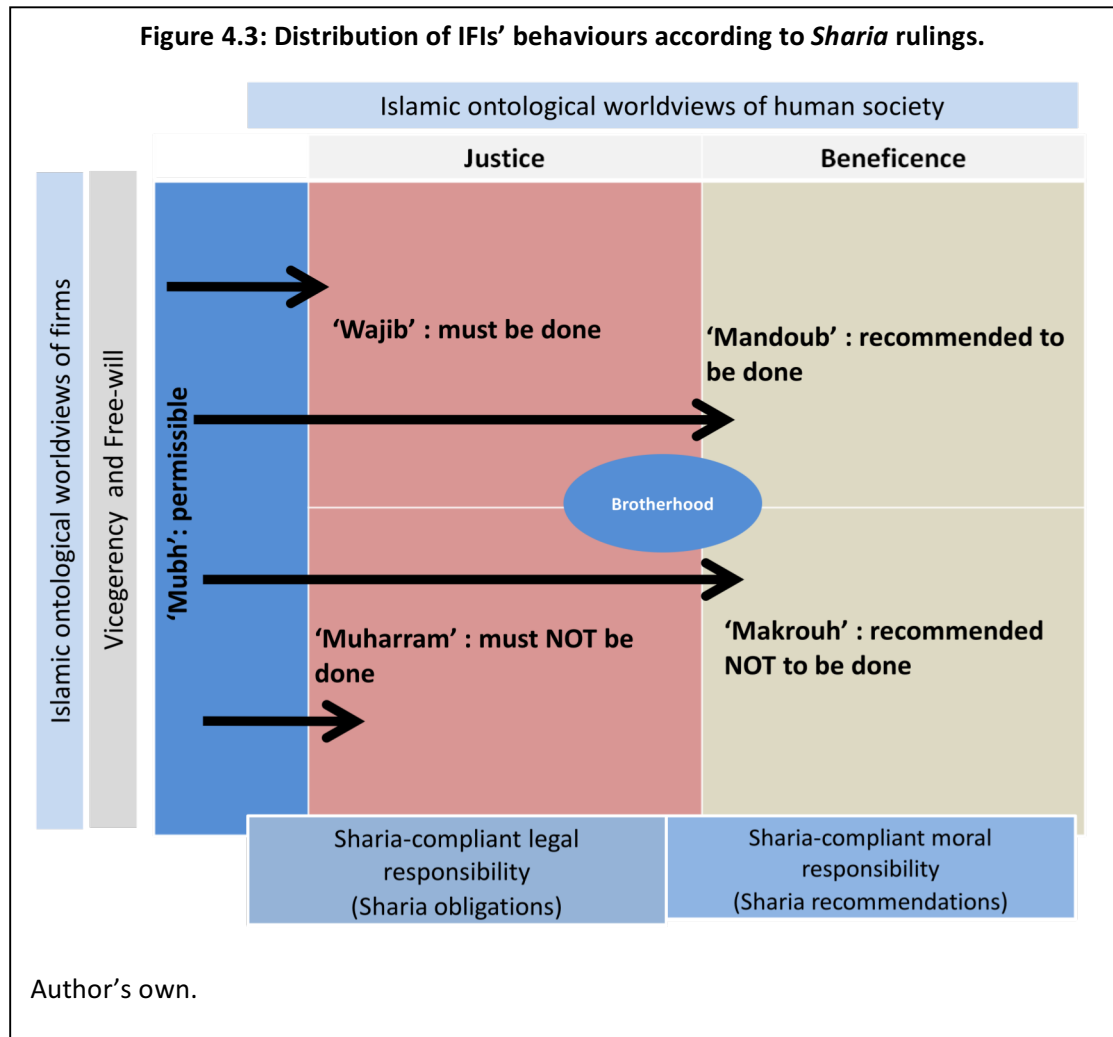 Figure 4.3: Distribution of IFIs’ behaviours according to Sharia rulings.
Islamic ontological worldviews of human society
Justice
Beneficence
Islamic ontological worldviews of firms
Vicegerency and Free-will
‘Mubh’: permissible
‘Wajib’ : must be done
‘Mandoub’ : recommended to
be done
Brotherhood
‘Muharram’ : must NOT be
done
‘Makrouh’ : recommended
NOT to be done
Sharia-compliant legal
responsibility
(Sharia obligations)
Sharia-compliant moral
responsibility
(Sharia recommendations)
Author’s own.